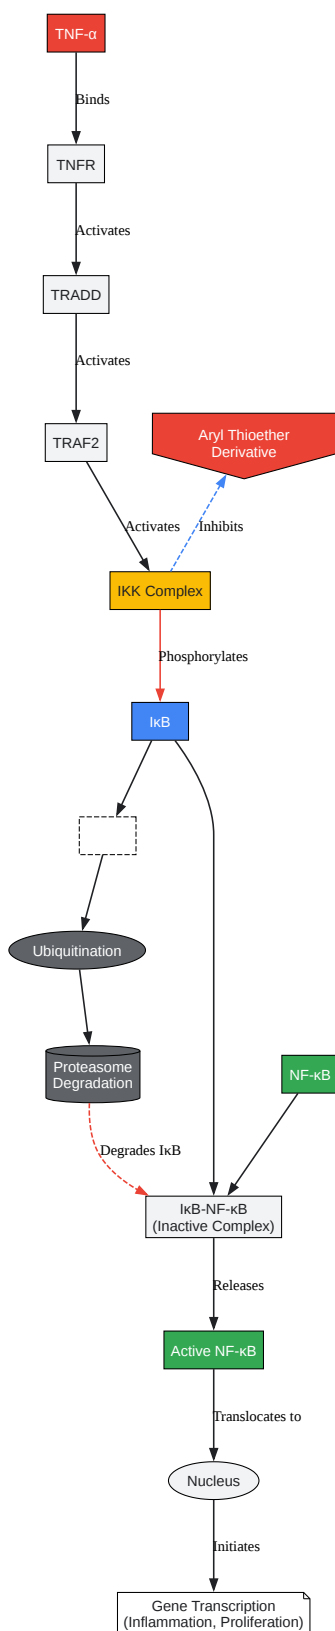 TNF-α
Binds
TNFR
Activates
TRADD
Activates
TRAF2
Aryl Thioether
Derivative
Activates
Inhibits
IKK Complex
Phosphorylates
IκB
Ubiquitination
Proteasome
Degradation
NF-κB
Degrades IκB
IκB-NF-κB
(Inactive Complex)
Releases
Active NF-κB
Translocates to
Nucleus
Initiates
Gene Transcription
(Inflammation, Proliferation)